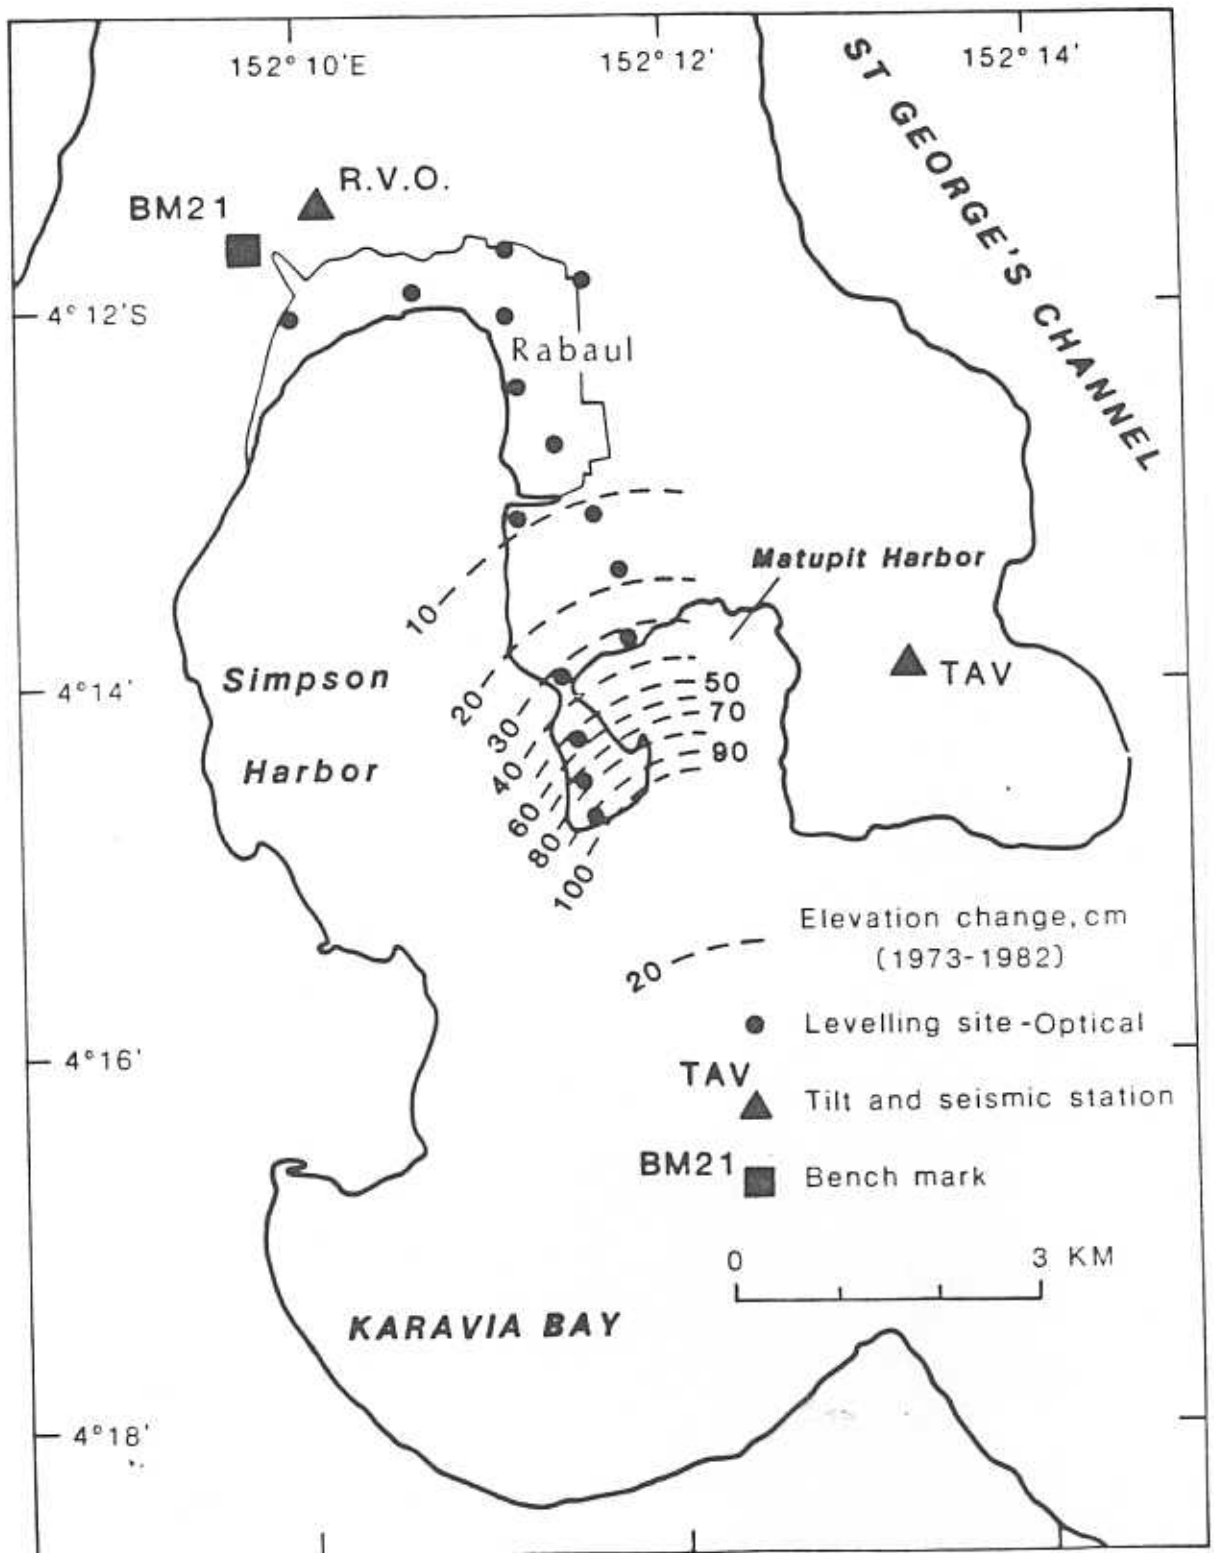 152°10'E
152°12'
152°14'
ST GEORGE'S CHANNEL
R.V.O.
BM21
4°12'S
Rabaul
Matupit Harbor
10
Simpson
Harbor
4°14'
TAV
20
30
40
50
60
70
80
90
100
Elevation change, cm
(1973-1982)
20
Levelling site-Optical
4°16'
TAV
Tilt and seismic station
BM21
Bench mark
0
3 KM
KARAVIA BAY
4°18'